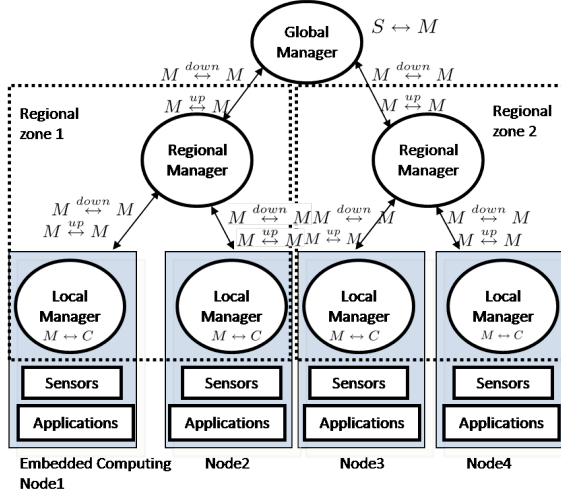 Global
Manager
S ↔ M
M down↔ M
M down↔ M
M up↔ M
M up↔ M
Regional
zone 1
Regional
zone 2
Regional
Manager
Regional
Manager
M down↔ M
M up↔ M
M down↔ M
M up↔ M
M down↔ M
M up↔ M
M down↔ M
M up↔ M
Local
Manager
M ↔ C
Local
Manager
M ↔ C
Local
Manager
M ↔ C
Local
Manager
M ↔ C
Sensors
Sensors
Sensors
Sensors
Applications
Applications
Applications
Applications
Embedded Computing
Node1
Node2
Node3
Node4